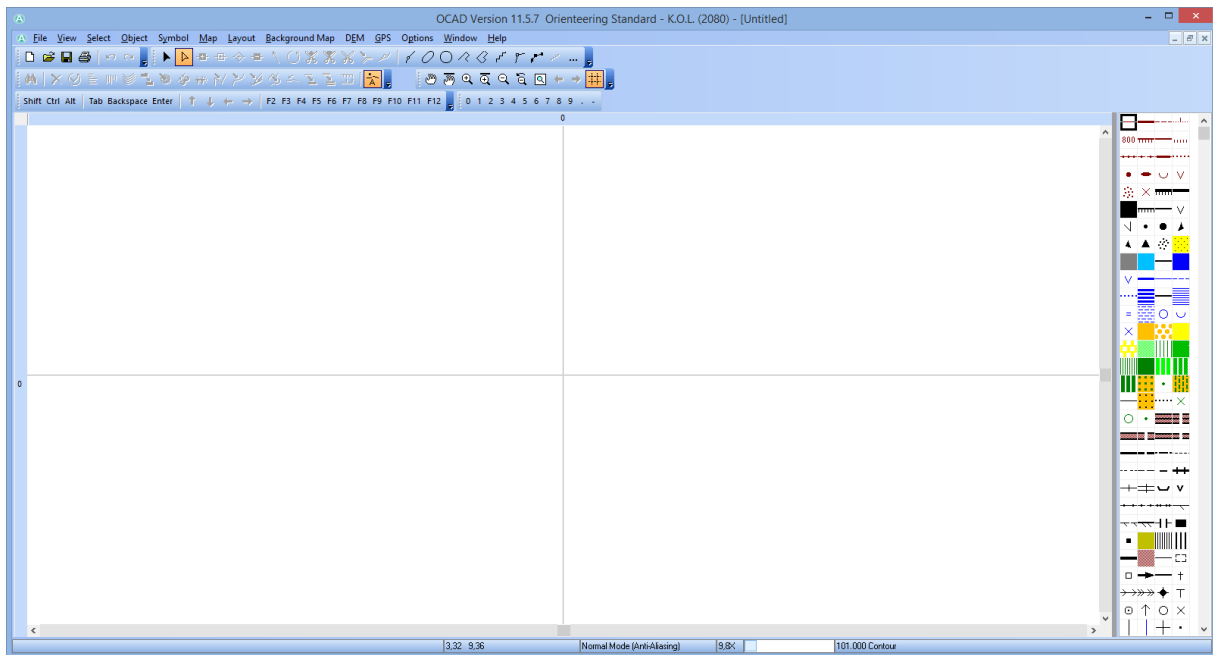 OCAD Version 11.5.7 Orienteering Standard - K.O.L. (2080) - [Untitled]
File View Select Object Symbol Map Layout Background Map DEM GPS Options Window Help
Shift Ctrl Alt Tab Backspace Enter F2 F3 F4 F5 F6 F7 F8 F9 F10 F11 F12 0 1 2 3 4 5 6 7 8 9 . -
0
800
0
3,32 9,36 Normal Mode (Anti-Aliasing) 9,8X 101.000 Contour